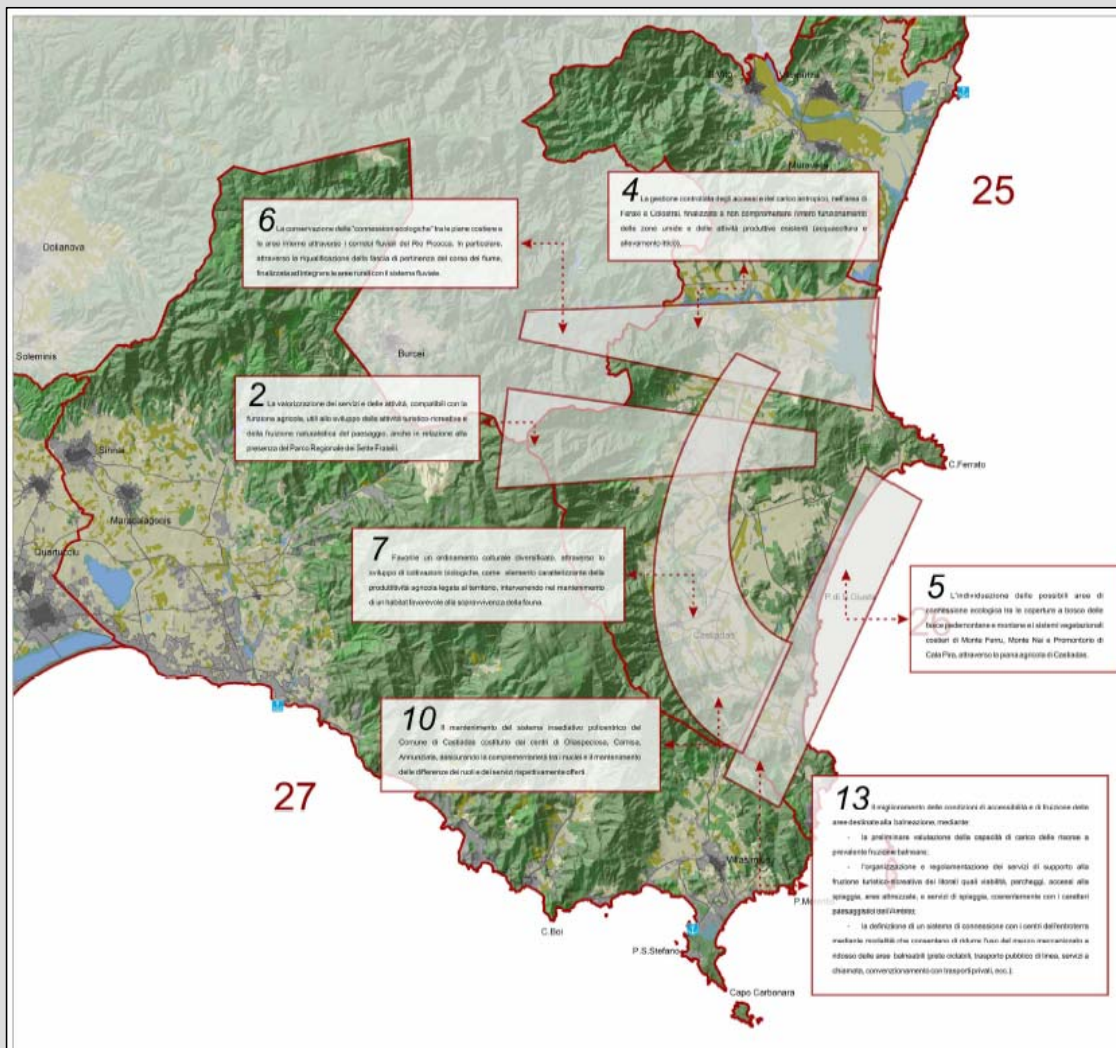 S.Vito
Villaputzu
Muravera
25
4 La gestione controllata degli accessi e del carico antropico, nell'area di
Feraxi e Colostrai, finalizzata a non compromettere l'intero funzionamento
delle zone umide e delle attività produttive esistenti (acquacoltura e
allevamento ittico).
6 La conservazione delle "connessioni ecologiche" tra le piane costiere e
le aree interne attraverso i corridoi fluviali del Rio Picocca. In particolare,
attraverso la riqualificazione della fascia di pertinenza del corso del fiume,
finalizzata ad integrare le aree rurali con il sistema fluviale.
Dolianova
Soleminis
Burcei
2 La valorizzazione dei servizi e delle attività, compatibili con la
funzione agricola, utili allo sviluppo delle attività turistico-ricreative e
della fruizione naturalistica del paesaggio, anche in relazione alla
presenza del Parco Regionale dei Sette Fratelli.
Sinnai
Maracalagonis
Quartucciu
C.Ferrato
7 Favorire un ordinamento colturale diversificato, attraverso lo
sviluppo di coltivazioni biologiche, come elemento caratterizzante della
produttività agricola legata al territorio, intervenendo nel mantenimento
di un habitat favorevole alla sopravvivenza della fauna.
P. di S.Giusta
26
Castiadas
5 L'individuazione delle possibili aree di
connessione ecologica tra le coperture a bosco delle
fasce pedemontane e montane e i sistemi vegetazionali
costieri di Monte Ferru, Monte Nai e Promontorio di
Cala Pira, attraverso la piana agricola di Castiadas.
10 Il mantenimento del sistema insediativo policentrico del
Comune di Castiadas costituito dai centri di Olaspeciosa, Camisa,
Annunziata, assicurando la complementarietà tra i nuclei e il mantenimento
delle differenze dei ruoli e dei servizi rispettivamente offerti.
27
13 Il miglioramento delle condizioni di accessibilità e di fruizione delle
aree destinate alla balneazione, mediante:
- la preliminare valutazione della capacità di carico della risorsa a
prevalente fruizione balneare;
- l'organizzazione e regolamentazione dei servizi di supporto alla
fruizione turistico-ricreativa dei litorali quali viabilità, parcheggi, accessi alla
spiaggia, aree attrezzate, e servizi di spiaggia, coerentemente con i caratteri
paesaggistici dell'Ambito;
- la definizione di un sistema di connessione con i centri dell'entroterra
mediante modalità che consentano di ridurre l'uso del mezzo meccanizzato a
ridosso delle aree balneabili (piste ciclabili, trasporto pubblico di linea, servizi a
chiamata, convenzionamento con trasporti privati, ecc.).
Villasimius
C.Boi
P.S.Stefano
Capo Carbonara